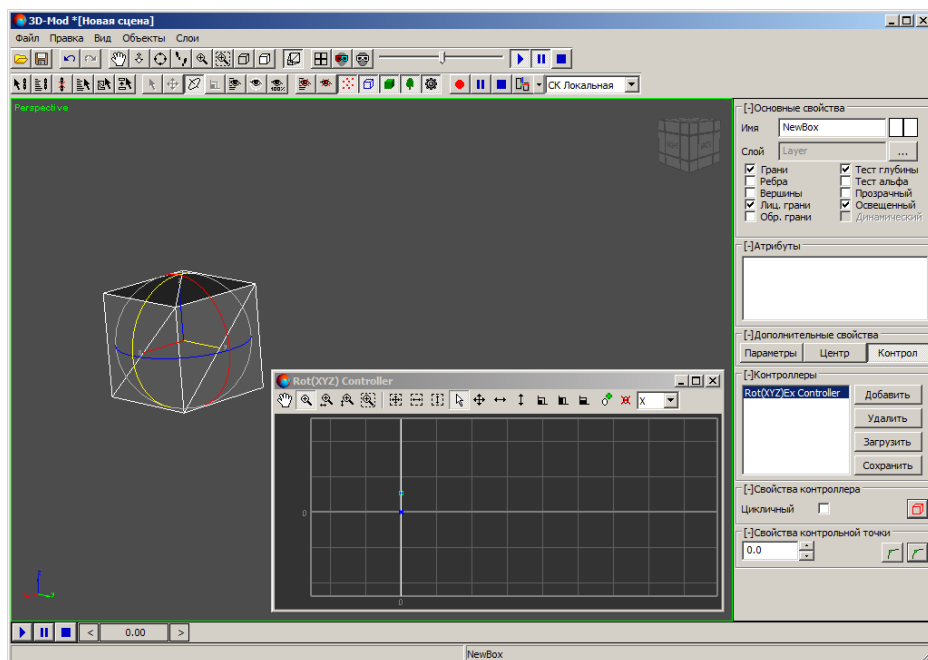 3D-Mod *[Новая сцена]
Файл Правка Вид Объекты Слои
100%
СК Локальная
Perspective
[-]Основные свойства
Имя NewBox
Слой Layer ...
Грани Тест глубины
Ребра Тест альфа
Вершины Прозрачный
Лиц. грани Освещенный
Обр. грани Динамический
[-]Атрибуты
[-]Дополнительные свойства
Параметры Центр Контрол
[-]Контроллеры
Rot(XYZ)Ex Controller Добавить
Удалить
Загрузить
Сохранить
[-]Свойства контроллера
Цикличный
[-]Свойства контрольной точки
0.0
Rot(XYZ) Controller
X
0
0
< 0.00 >
NewBox